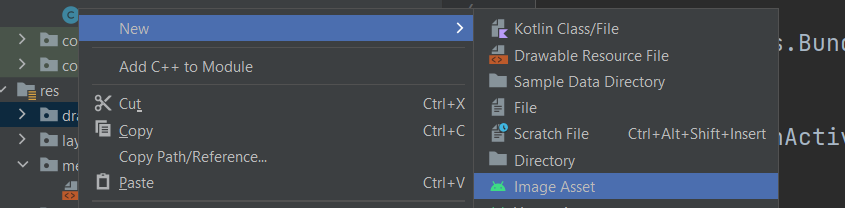 New
Add C++ to Module
Cut Ctrl+X
Copy Ctrl+C
Copy Path/Reference...
Paste Ctrl+V
Kotlin Class/File
Drawable Resource File
Sample Data Directory
File
Scratch File Ctrl+Alt+Shift+Insert
Directory
Image Asset
co
co
res
dra
lay
me
s.Bund
nActiv